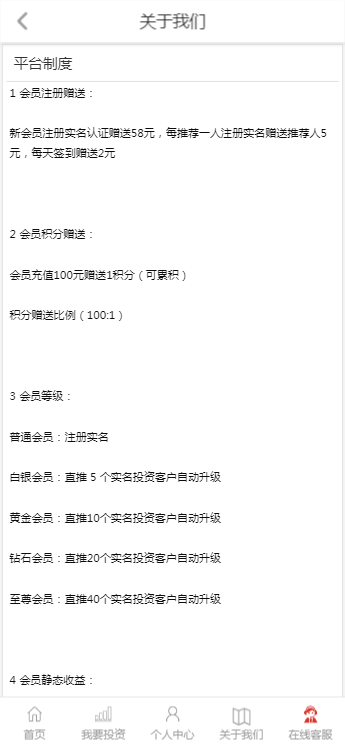 关于我们
平台制度
1 会员注册赠送：
新会员注册实名认证赠送58元，每推荐一人注册实名赠送推荐人5
元，每天签到赠送2元
2 会员积分赠送：
会员充值100元赠送1积分（可累积）
积分赠送比例（100:1）
3 会员等级：
普通会员：注册实名
白银会员：直推 5 个实名投资客户自动升级
黄金会员：直推10个实名投资客户自动升级
钻石会员：直推20个实名投资客户自动升级
至尊会员：直推40个实名投资客户自动升级
4 会员静态收益：
首页
我要投资
个人中心
关于我们
在线客服